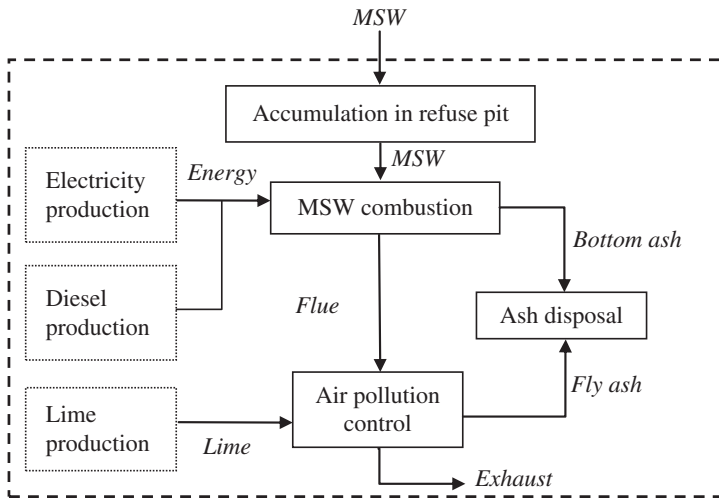 MSW
Accumulation in refuse pit
MSW
Electricity
production
Energy
MSW combustion
Bottom ash
Diesel
production
Flue
Ash disposal
Fly ash
Lime
production
Lime
Air pollution
control
Exhaust